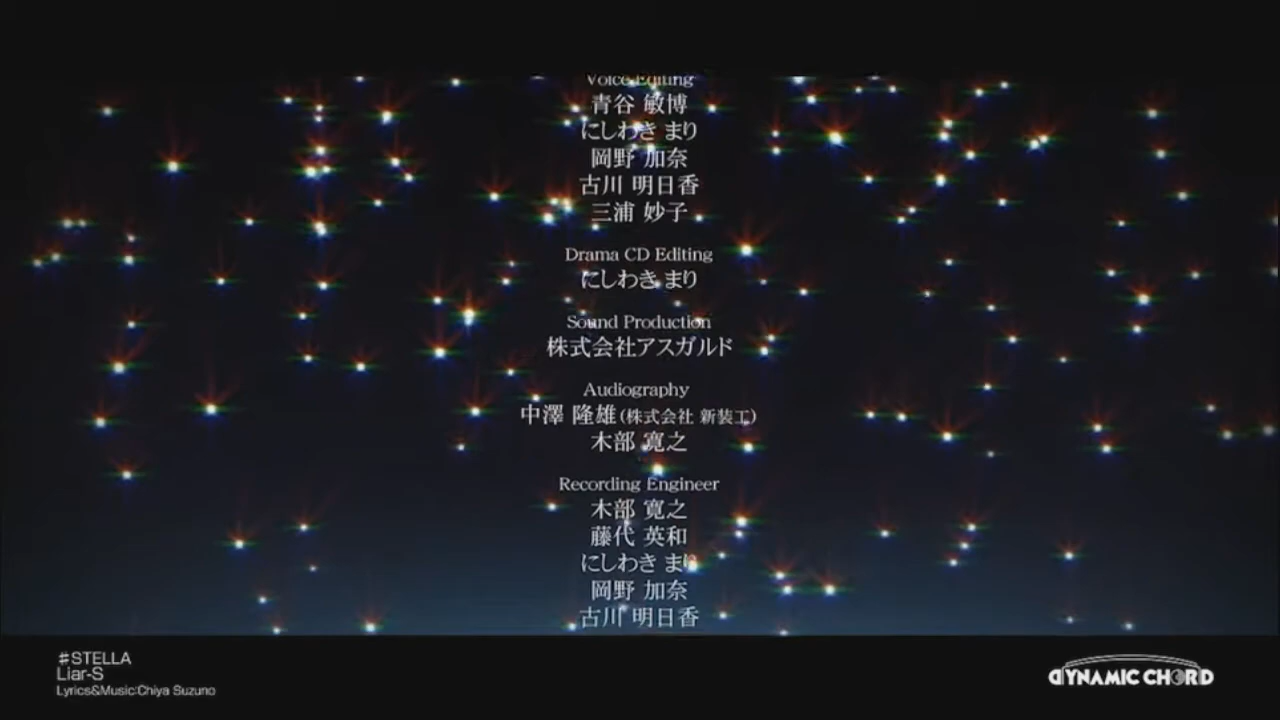 Voice Editing
青谷 敏博
にしわき まり
岡野 加奈
古川 明日香
三浦 妙子
Drama CD Editing
にしわき まり
Sound Production
株式会社アスガルド
Audiography
中澤 隆雄(株式会社 新装工)
木部 寛之
Recording Engineer
木部 寛之
藤代 英和
にしわき まり
岡野 加奈
古川 明日香
#STELLA
Liar-S
Lyrics&Music:Chiya Suzuno
DYNAMIC CHORD